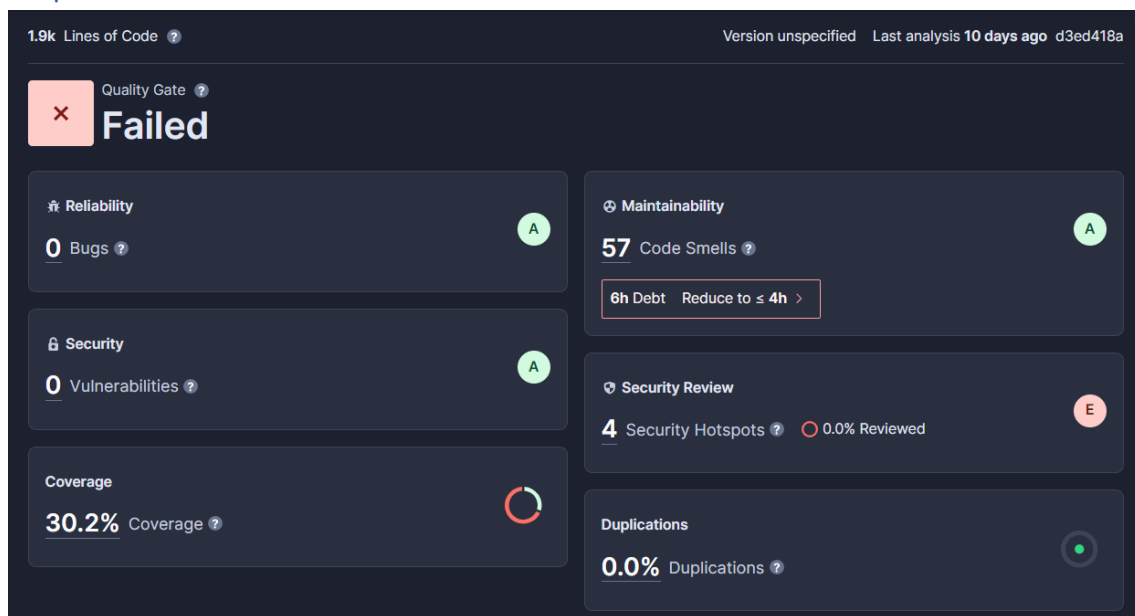 1.9k Lines of Code ?
Version unspecified Last analysis 10 days ago d3ed418a
Quality Gate ?
Failed
Reliability
0 Bugs ?
A
Security
0 Vulnerabilities ?
A
Coverage
30.2% Coverage ?
Maintainability
57 Code Smells ?
A
6h Debt Reduce to ≤ 4h >
Security Review
4 Security Hotspots ? 0.0% Reviewed
E
Duplications
0.0% Duplications ?